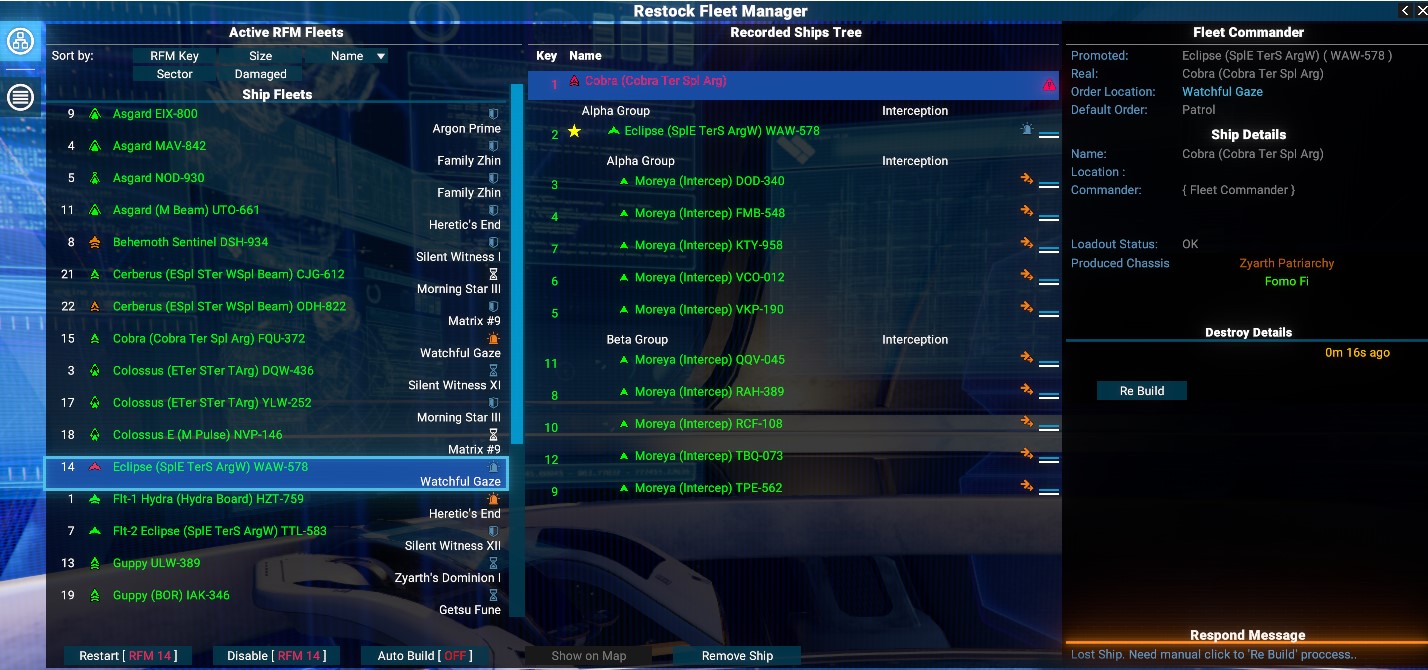 Restock Fleet Manager
Active RFM Fleets
Sort by:
RFM Key Size Name
Sector Damaged
Ship Fleets
9 Asgard EIX-800
Argon Prime
4 Asgard MAV-842
Family Zhin
5 Asgard NOD-930
Family Zhin
11 Asgard (M Beam) UTO-661
Heretic's End
8 Behemoth Sentinel DSH-934
Silent Witness I
21 Cerberus (ESpl STer WSpl Beam) CJG-612
Morning Star III
22 Cerberus (ESpl STer WSpl Beam) ODH-822
Matrix #9
15 Cobra (Cobra Ter Spl Arg) FQU-372
Watchful Gaze
3 Colossus (ETer STer TArg) DQW-436
Silent Witness XI
17 Colossus (ETer STer TArg) YLW-252
Morning Star III
18 Colossus E (M Pulse) NVP-146
Matrix #9
14 Eclipse (SplE TerS ArgW) WAW-578
Watchful Gaze
1 Flt-1 Hydra (Hydra Board) HZT-759
Heretic's End
7 Flt-2 Eclipse (SplE TerS ArgW) TTL-583
Silent Witness XII
13 Guppy ULW-389
Zyarth's Dominion I
19 Guppy (BOR) IAK-346
Getsu Fune
Restart [ RFM 14 ] Disable [ RFM 14 ] Auto Build [ OFF ]
Recorded Ships Tree
Key Name
1 Cobra (Cobra Ter Spl Arg)
Alpha Group Interception
2 Eclipse (SplE TerS ArgW) WAW-578
Alpha Group Interception
3 Moreya (Intercep) DOD-340
4 Moreya (Intercep) FMB-548
7 Moreya (Intercep) KTY-958
6 Moreya (Intercep) VCO-012
5 Moreya (Intercep) VKP-190
Beta Group Interception
11 Moreya (Intercep) QQV-045
8 Moreya (Intercep) RAH-389
10 Moreya (Intercep) RCF-108
12 Moreya (Intercep) TBQ-073
9 Moreya (Intercep) TPE-562
Show on Map Remove Ship
Fleet Commander
Promoted: Eclipse (SplE TerS ArgW) ( WAW-578 )
Real: Cobra (Cobra Ter Spl Arg)
Order Location: Watchful Gaze
Default Order: Patrol
Ship Details
Name: Cobra (Cobra Ter Spl Arg)
Location :
Commander: { Fleet Commander }
Loadout Status: OK
Produced Chassis Zyarth Patriarchy
Fomo Fi
Destroy Details
0m 16s ago
Re Build
Respond Message
Lost Ship. Need manual click to 'Re Build' proccess..